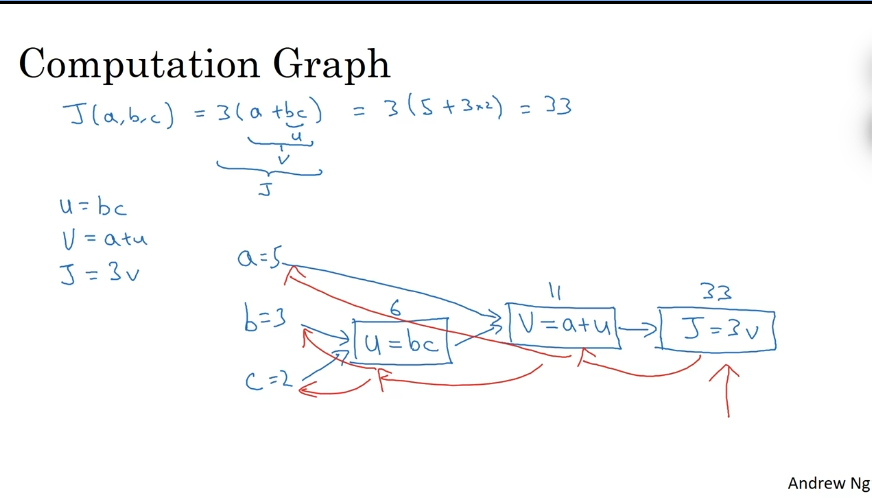 Computation Graph
J(a,b,c) = 3(a+bc) = 3(5+3×2) = 33
u
v
J
u = bc
v = a+u
J = 3v
a=5
11
33
b=3
6
v=a+u
J=3v
u=bc
c=2
Andrew Ng